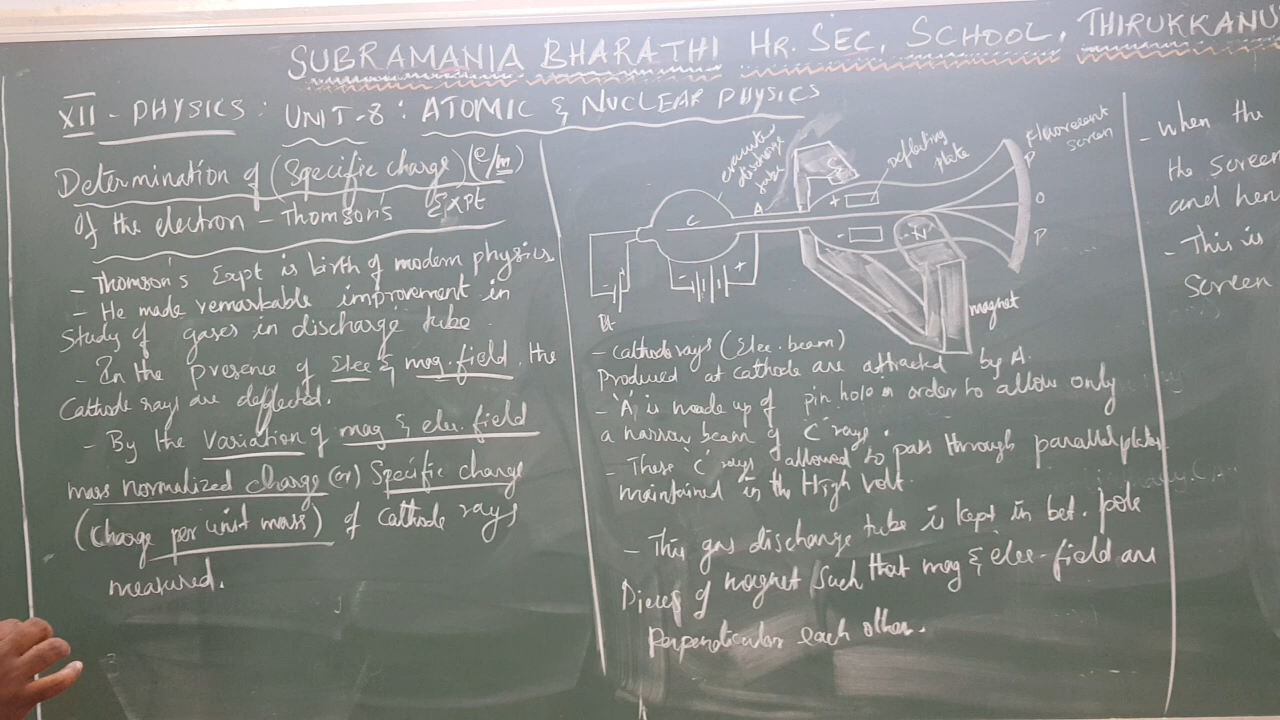 SUBRAMANIA BHARATHI HR. SEC. SCHOOL, THIRUKKANU
XII - PHYSICS : UNIT-8 : ATOMIC & NUCLEAR PHYSICS
Determination of (Specific charge) (e/m)
Of the electron - Thomson's Expt
- Thomson's Expt is birth of modern physics
- He made remarkable improvement in
Study of gases in discharge tube.
- In the presence of Elec & mag. field. the
Cathode rays are deflected.
- By the Variation of mag & elec. field
mass normalized charge (or) Specific charge
(Charge per unit mass) of Cathode rays
measured.
evacuated
discharge
tube
S
deflecting
plate
fluorescent
screen
P
C
A
+
O
-
N
P
- +
magnet
- Cathode rays (Elec. beam)
Produced at cathode are attracted by A.
- 'A' is made up of pin hole in order to allow only
a narrow beam of 'C' rays.
- These 'C' rays allowed to pass through parallel plates
maintained in the High volt.
- This gas discharge tube is kept in bet. pole
Pieces of magnet such that mag & elec-field are
perpendicular each other.
- when the
the screen
and hen
- This is
Screen